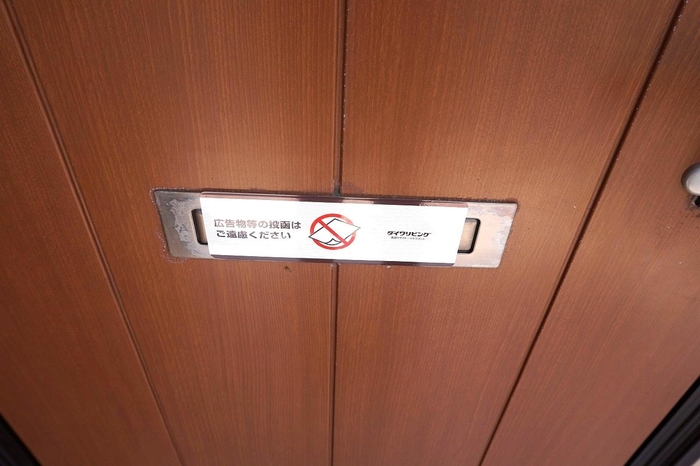 広告物等の投函は
ご遠慮ください
ダイワリビング